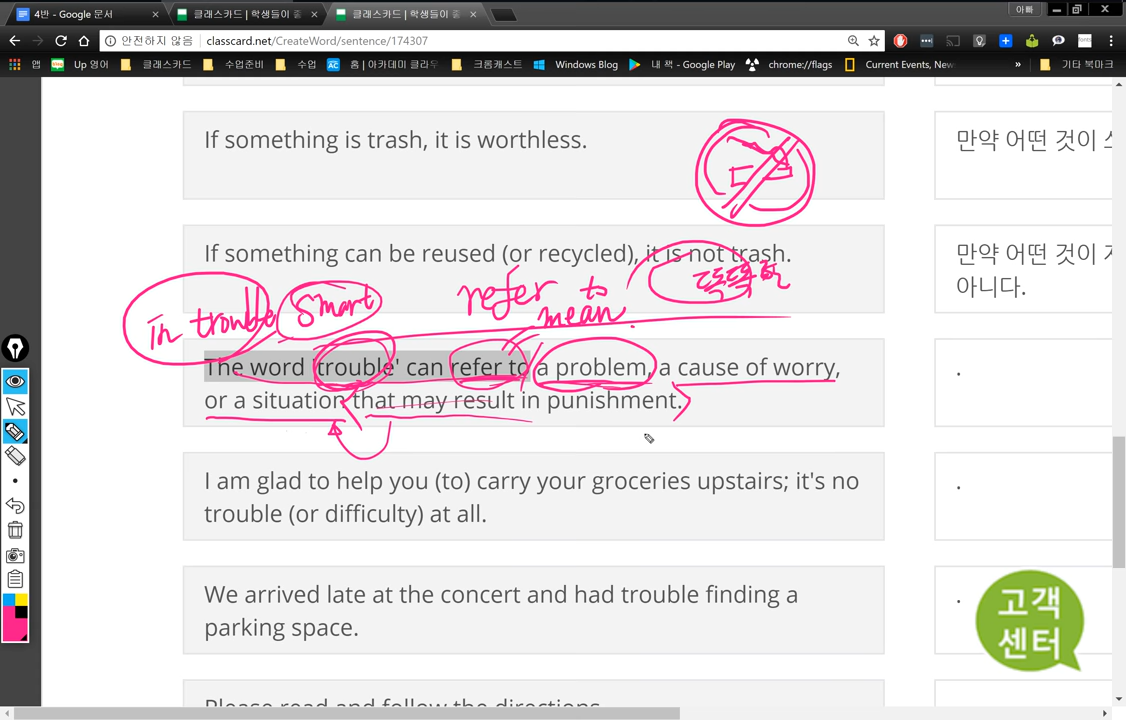 4반 - Google 문서
클래스카드 | 학생들이 좋
클래스카드 | 학생들이 좋
아빠
안전하지 않음 classcard.net/CreateWord/sentence/174307
앱 Up 영어 클래스카드 수업준비 수업 홈 | 아카데미 클라우 크롬캐스트 Windows Blog 내 책 - Google Play chrome://flags Current Events, New » 기타 북마크
If something is trash, it is worthless.
만약 어떤 것이
If something can be reused (or recycled), it is not trash.
만약 어떤 것이
아니다.
in trouble
Smart
refer to
mean.
The word 'trouble' can refer to a problem, a cause of worry,
or a situation that may result in punishment.
.
I am glad to help you (to) carry your groceries upstairs; it's no
trouble (or difficulty) at all.
.
We arrived late at the concert and had trouble finding a
parking space.
.
고객
센터
Please read and follow the directions